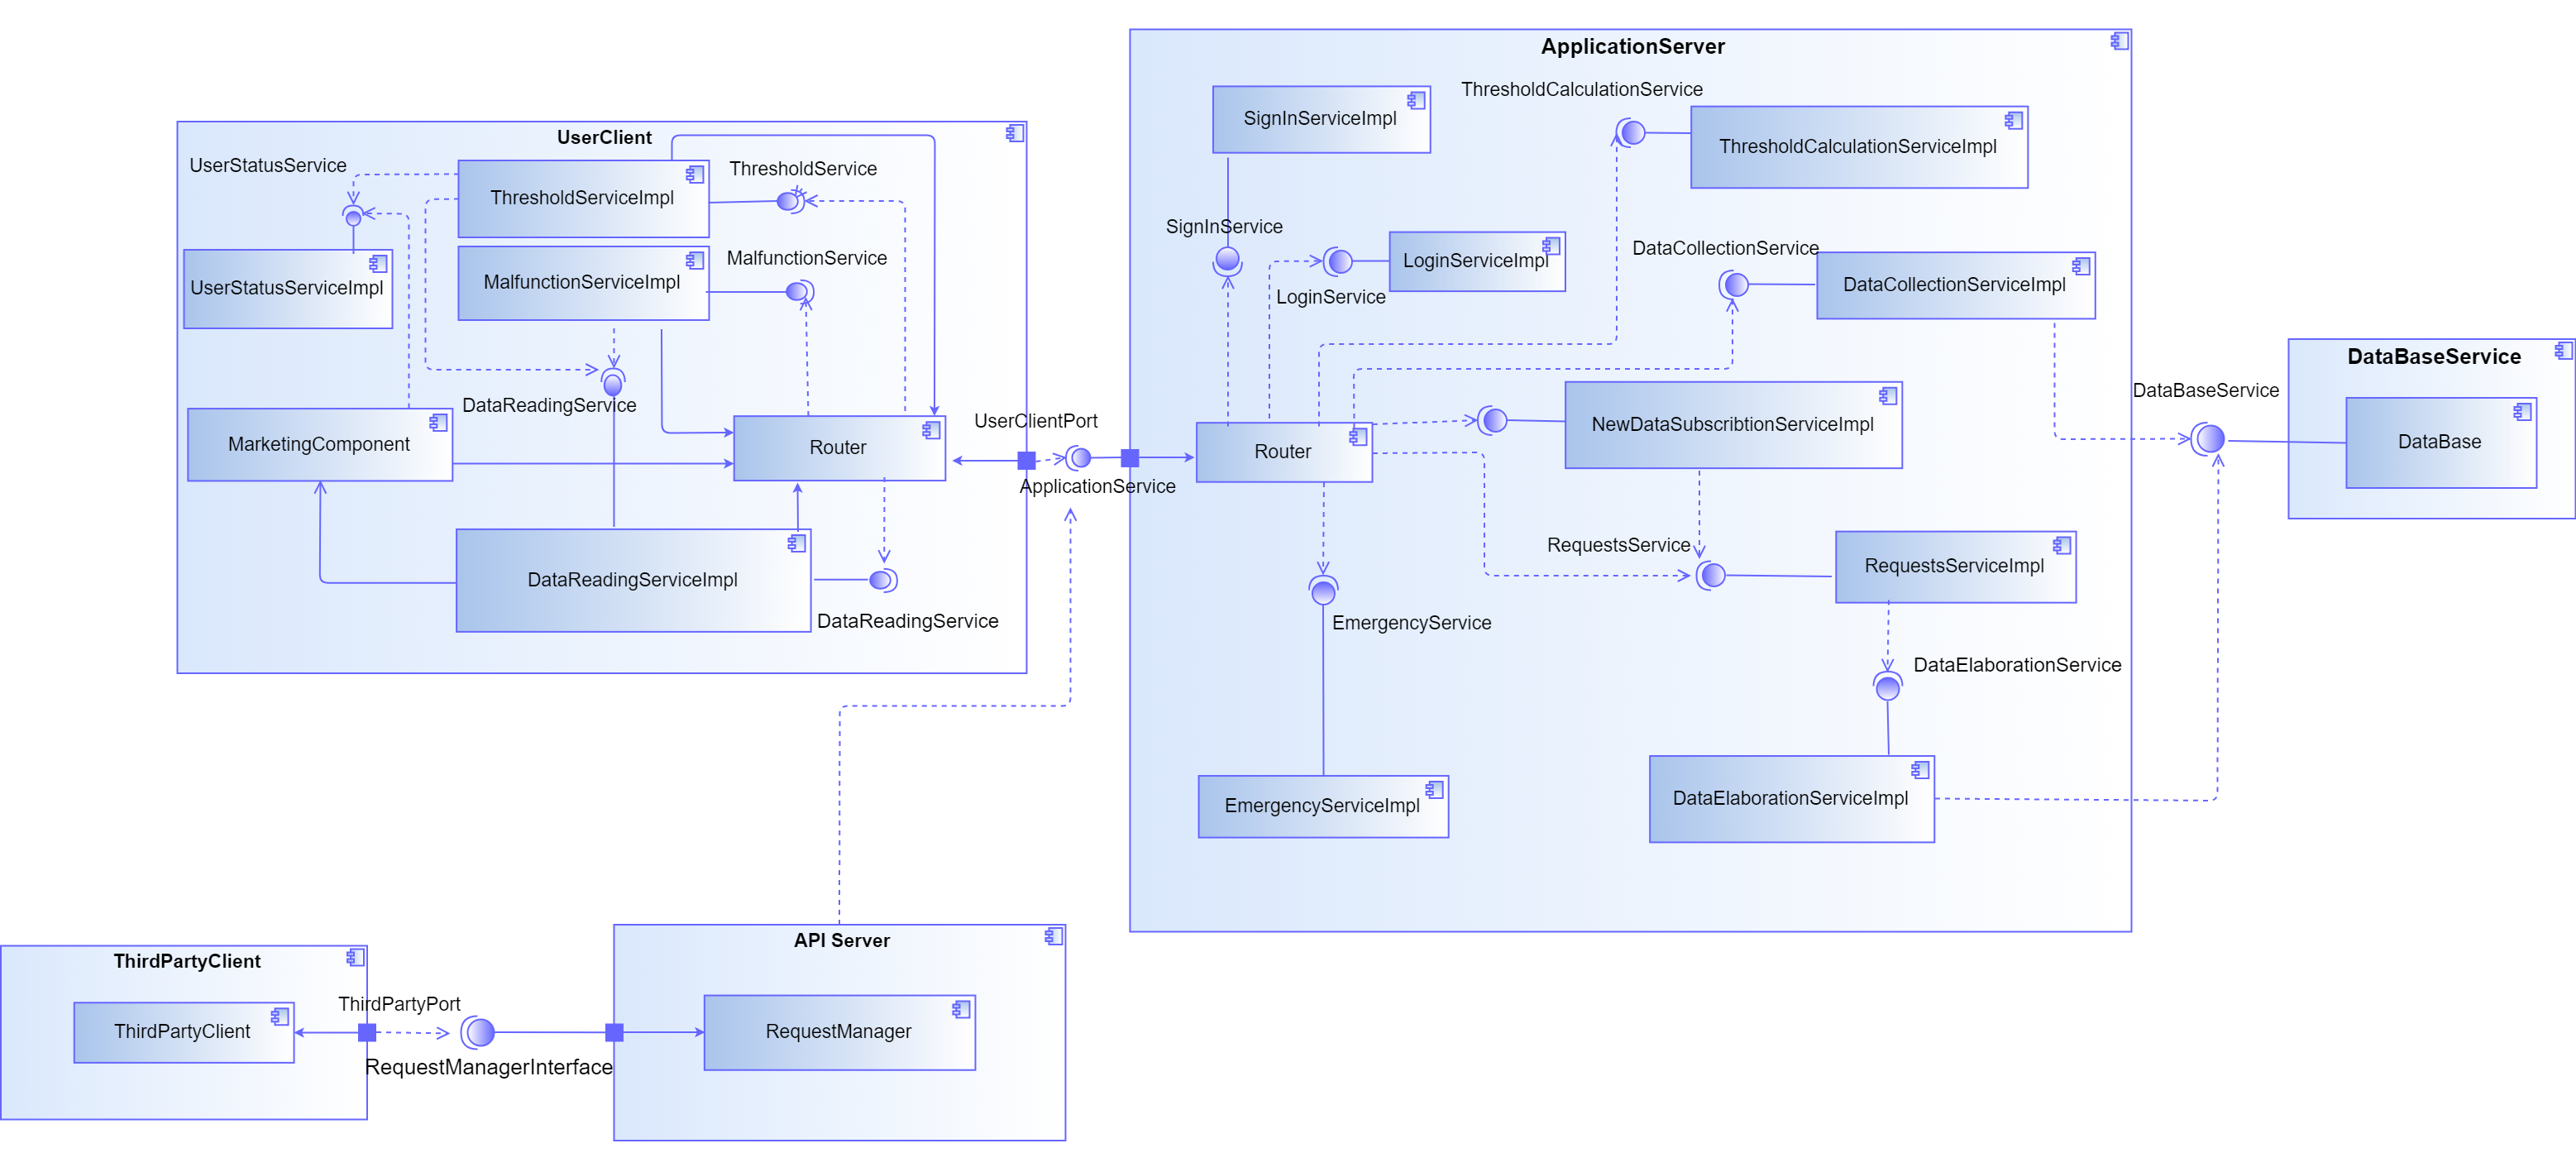 ApplicationServer
SignInServiceImpl
ThresholdCalculationService
ThresholdCalculationServiceImpl
SignInService
LoginServiceImpl
LoginService
DataCollectionService
DataCollectionServiceImpl
NewDataSubscribtionServiceImpl
Router
RequestsService
RequestsServiceImpl
EmergencyService
DataElaborationService
EmergencyServiceImpl
DataElaborationServiceImpl
UserClient
UserStatusService
ThresholdServiceImpl
ThresholdService
UserStatusServiceImpl
MalfunctionServiceImpl
MalfunctionService
DataReadingService
MarketingComponent
Router
DataReadingServiceImpl
DataReadingService
UserClientPort
ApplicationService
DataBaseService
DataBaseService
DataBase
ThirdPartyClient
ThirdPartyClient
ThirdPartyPort
RequestManagerInterface
API Server
RequestManager